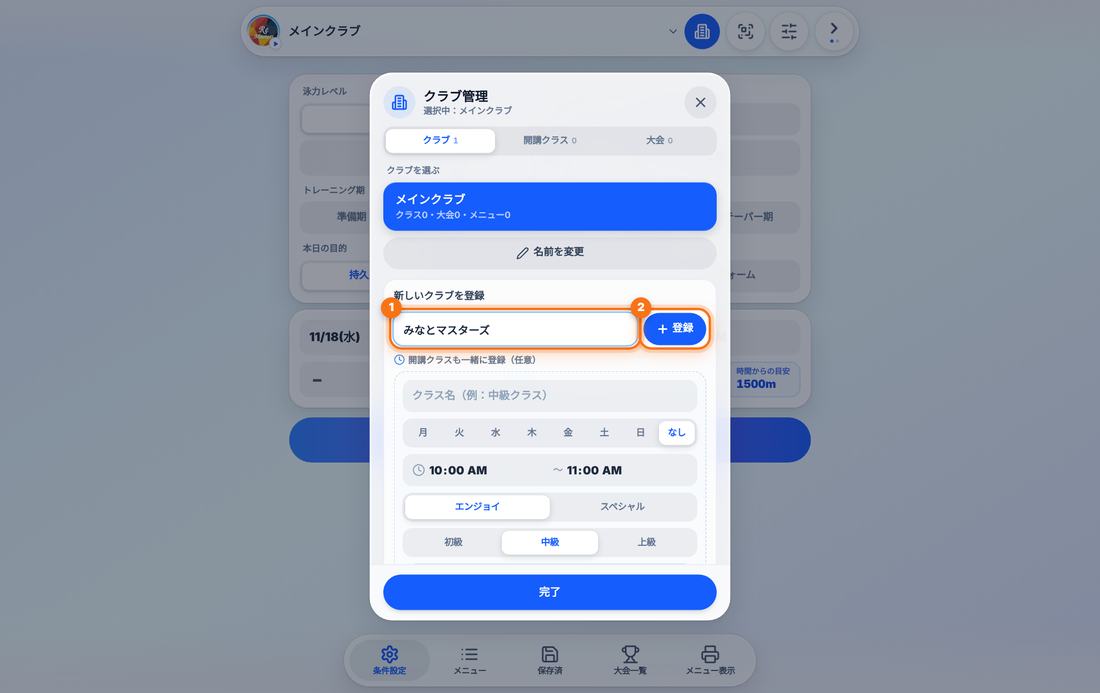 メインクラブ
泳力レベル
トレーニング期
準備期
テーパー期
本日の目的
持久
ォーム
11/18(水)
–
時間からの目安
1500m
クラブ管理
選択中：メインクラブ
クラブ 1
開講クラス 0
大会 0
クラブを選ぶ
メインクラブ
クラス0・大会0・メニュー0
名前を変更
新しいクラブを登録
1
2
みなとマスターズ
+ 登録
開講クラスも一緒に登録（任意）
クラス名（例：中級クラス）
月 火 水 木 金 土 日 なし
10:00 AM 〜 11:00 AM
エンジョイ スペシャル
初級 中級 上級
完了
条件設定 メニュー 保存済 大会一覧 メニュー表示